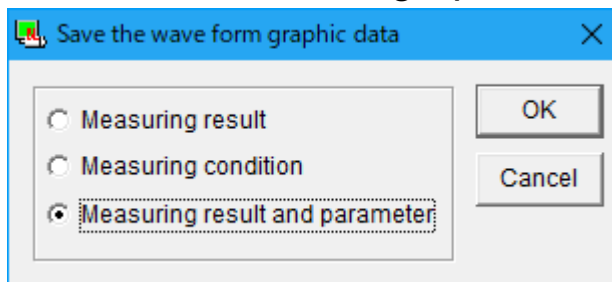 Save the wave form graphic data
Measuring result
Measuring condition
Measuring result and parameter
OK
Cancel